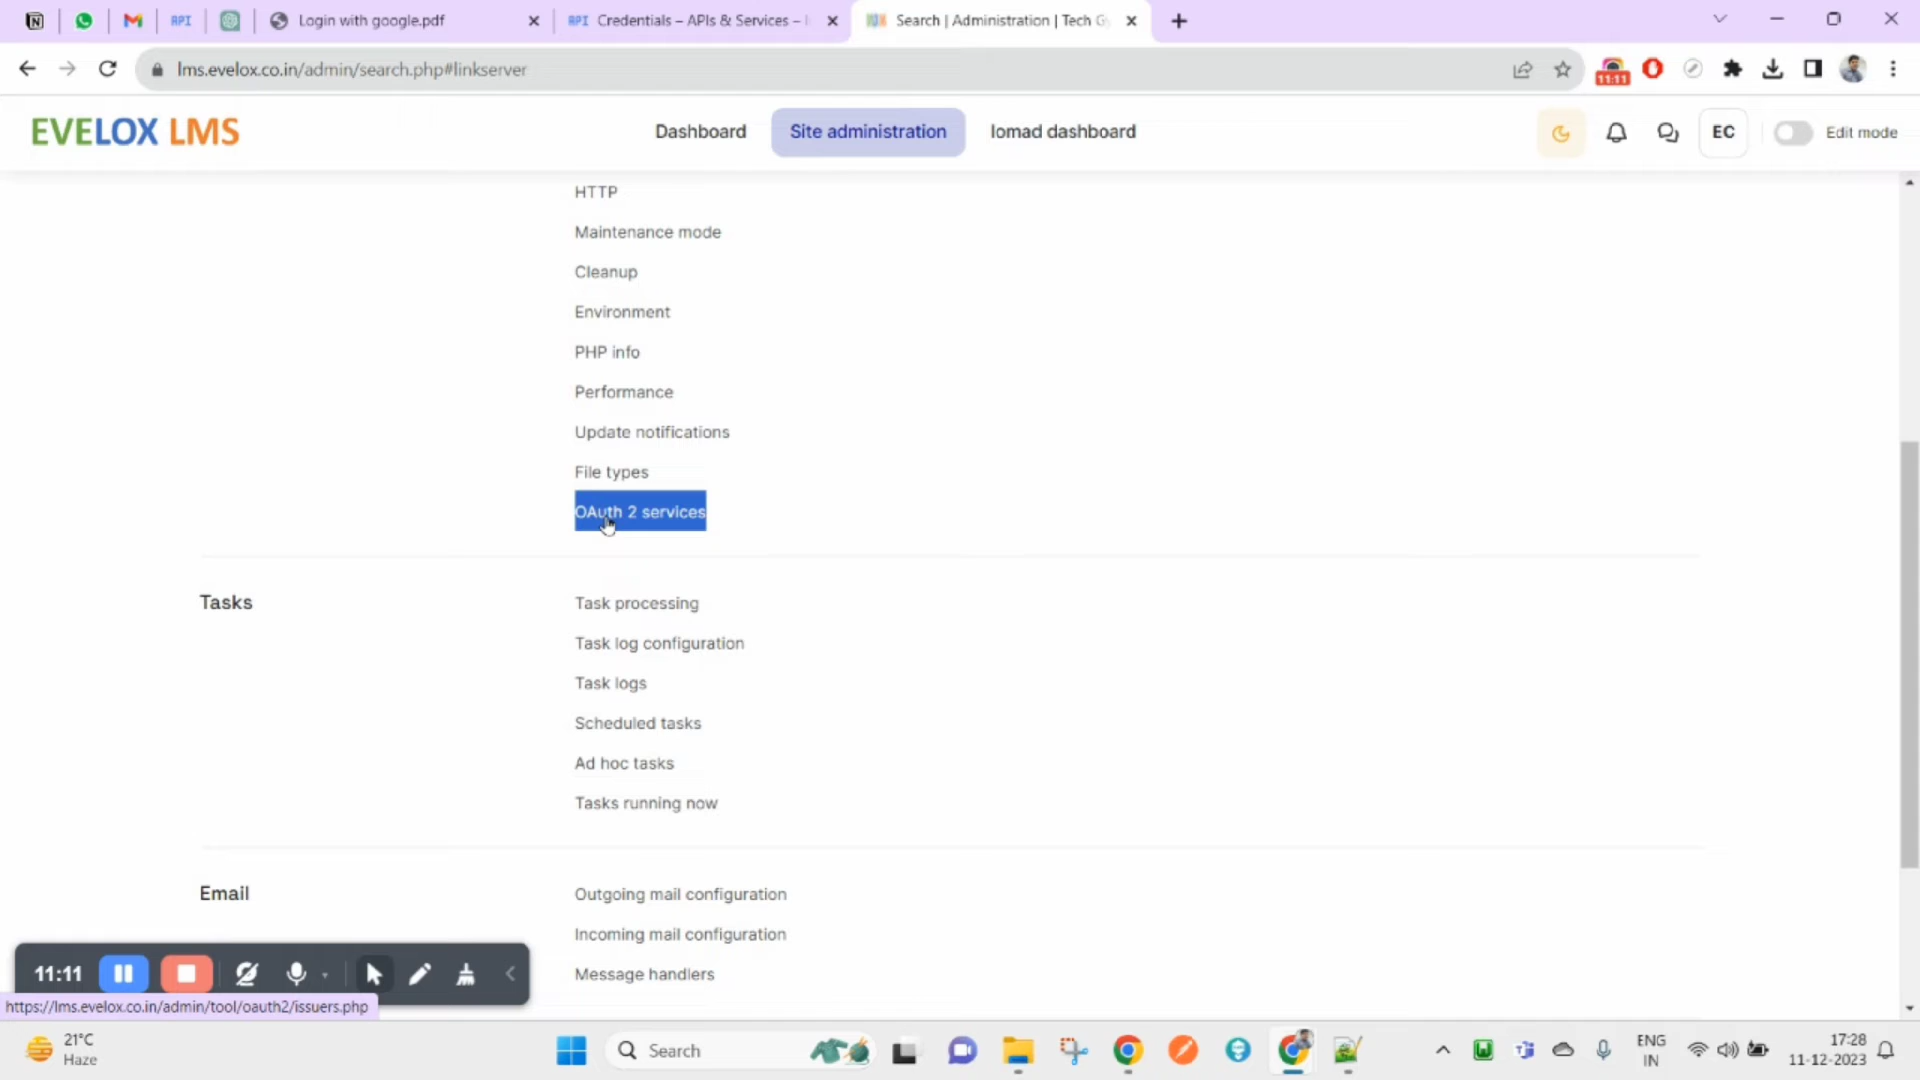 Login with google.pdf
API Credentials – APIs & Services –
Search | Administration | Tech G
API
lms.evelox.co.in/admin/search.php#linkserver
11:11
EVELOX LMS
Dashboard
Site administration
Iomad dashboard
EC
Edit mode
HTTP
Maintenance mode
Cleanup
Environment
PHP info
Performance
Update notifications
File types
OAuth 2 services
Tasks
Task processing
Task log configuration
Task logs
Scheduled tasks
Ad hoc tasks
Tasks running now
Email
Outgoing mail configuration
Incoming mail configuration
Message handlers
11:11
https://lms.evelox.co.in/admin/tool/oauth2/issuers.php
21°C
Haze
Search
ENG
IN
17:28
11-12-2023